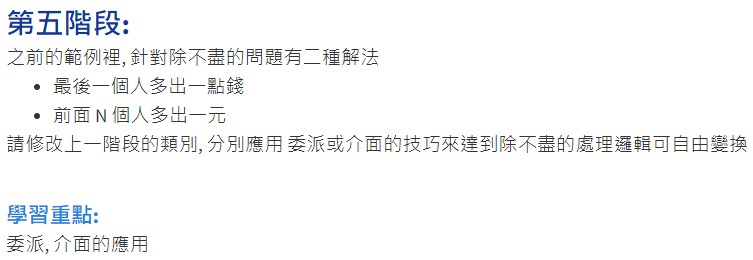 第五階段:
之前的範例裡, 針對除不盡的問題有二種解法
• 最後一個人多出一點錢
• 前面 N 個人多出一元
請修改上一階段的類別, 分別應用 委派或介面的技巧來達到除不盡的處理邏輯可自由變換
學習重點:
委派, 介面的應用